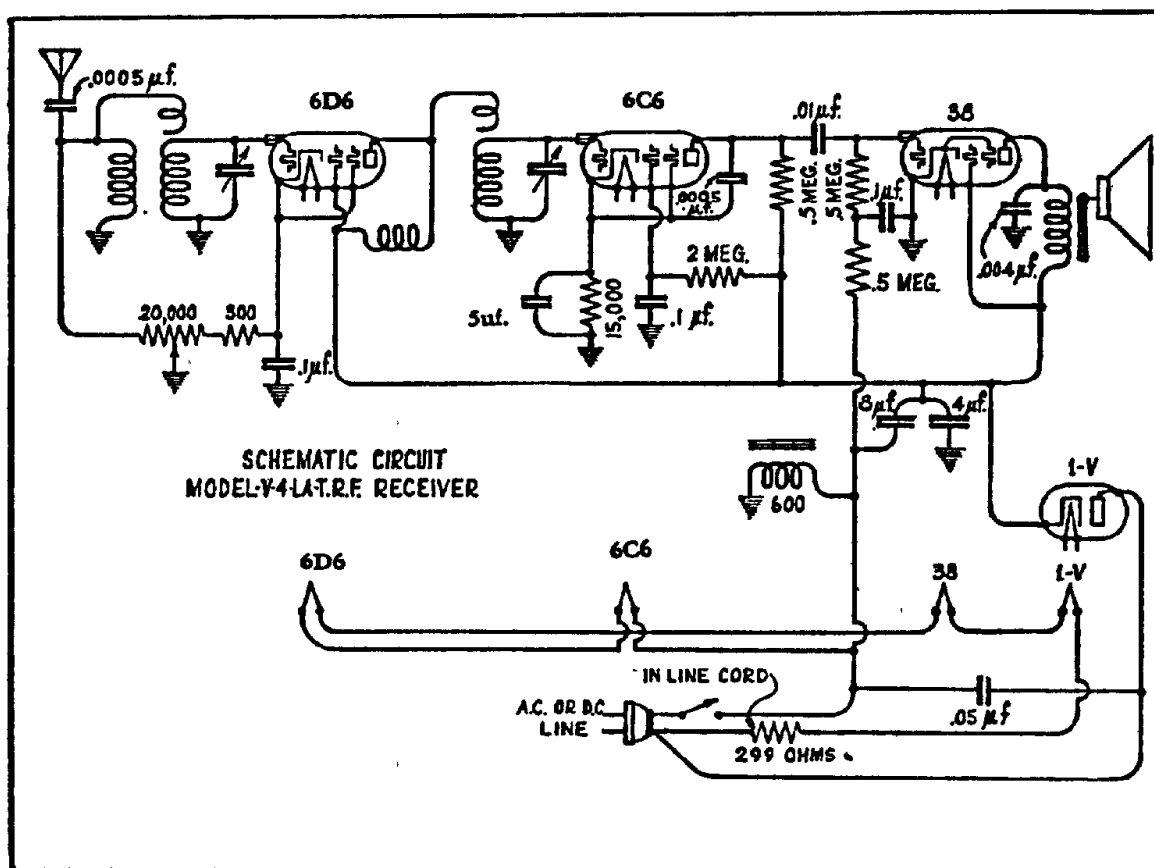 .0005 µf.
6D6
6C6
.01µf.
38
.0005
µf.
.5 MEG.
.5 MEG.
.1µf.
.004µf.
2 MEG.
.5 MEG.
20,000
300
.1µf.
5uf.
15,000
.1 µf.
8µf.
4µf.
SCHEMATIC CIRCUIT
MODEL-V-4-LA-T.R.F. RECEIVER
600
1-V
6D6
6C6
38
1-V
IN LINE CORD
A.C. OR D.C.
LINE
299 OHMS
.05 µf